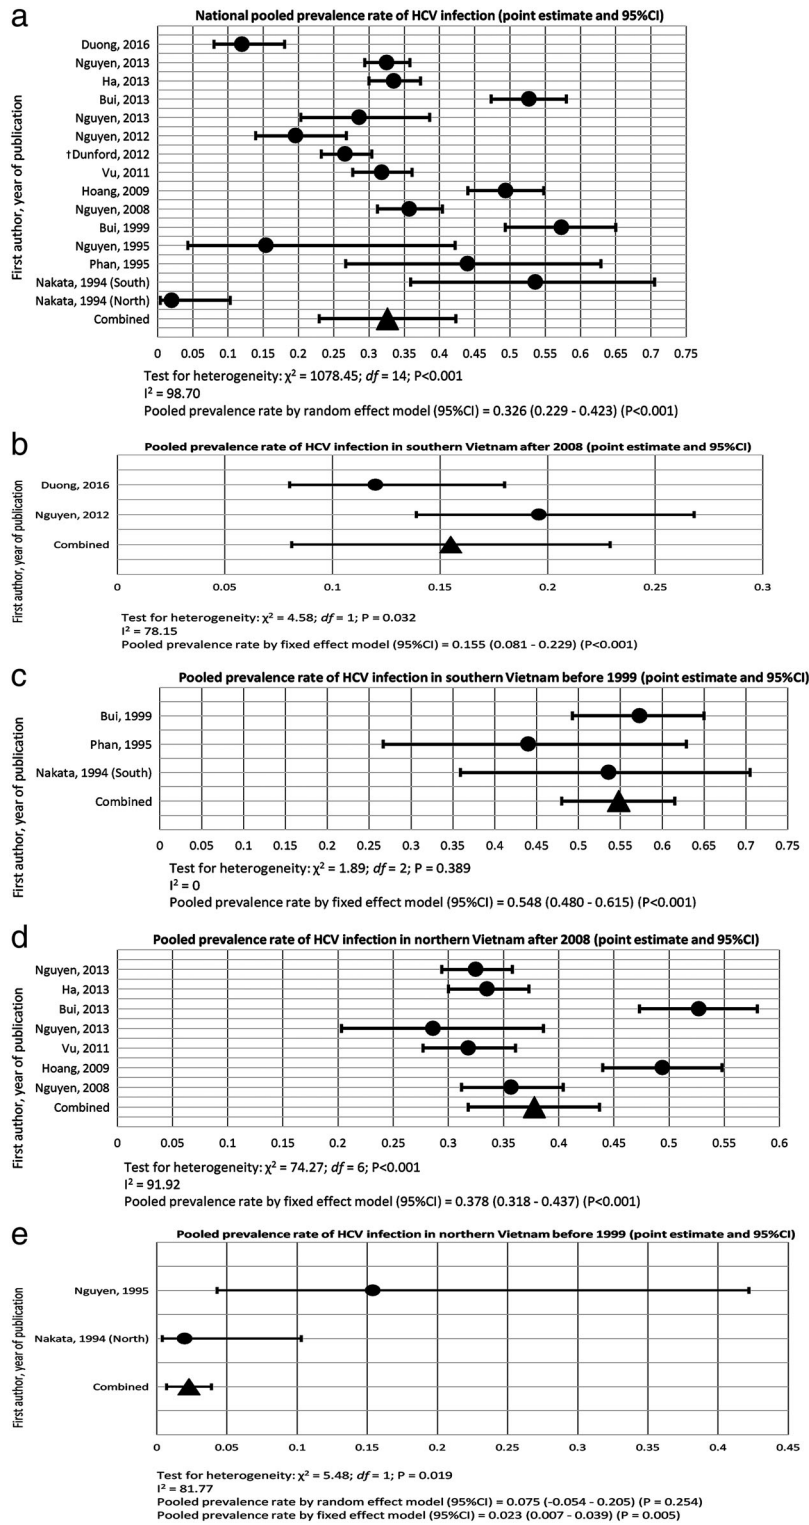 a
National pooled prevalence rate of HCV infection (point estimate and 95%CI)
First author, year of publication
Duong, 2016
Nguyen, 2013
Ha, 2013
Bui, 2013
Nguyen, 2013
Nguyen, 2012
†Dunford, 2012
Vu, 2011
Hoang, 2009
Nguyen, 2008
Bui, 1999
Nguyen, 1995
Phan, 1995
Nakata, 1994 (South)
Nakata, 1994 (North)
Combined
0 0.05 0.1 0.15 0.2 0.25 0.3 0.35 0.4 0.45 0.5 0.55 0.6 0.65 0.7 0.75
Test for heterogeneity: χ² = 1078.45; df = 14; P<0.001
I² = 98.70
Pooled prevalence rate by random effect model (95%CI) = 0.326 (0.229 - 0.423) (P<0.001)
b
Pooled prevalence rate of HCV infection in southern Vietnam after 2008 (point estimate and 95%CI)
First author, year of publication
Duong, 2016
Nguyen, 2012
Combined
0 0.05 0.1 0.15 0.2 0.25 0.3
Test for heterogeneity: χ² = 4.58; df = 1; P = 0.032
I² = 78.15
Pooled prevalence rate by fixed effect model (95%CI) = 0.155 (0.081 - 0.229) (P<0.001)
c
Pooled prevalence rate of HCV infection in southern Vietnam before 1999 (point estimate and 95%CI)
First author, year of publication
Bui, 1999
Phan, 1995
Nakata, 1994 (South)
Combined
0 0.05 0.1 0.15 0.2 0.25 0.3 0.35 0.4 0.45 0.5 0.55 0.6 0.65 0.7 0.75
Test for heterogeneity: χ² = 1.89; df = 2; P = 0.389
I² = 0
Pooled prevalence rate by fixed effect model (95%CI) = 0.548 (0.480 - 0.615) (P<0.001)
d
Pooled prevalence rate of HCV infection in northern Vietnam after 2008 (point estimate and 95%CI)
First author, year of publication
Nguyen, 2013
Ha, 2013
Bui, 2013
Nguyen, 2013
Vu, 2011
Hoang, 2009
Nguyen, 2008
Combined
0 0.05 0.1 0.15 0.2 0.25 0.3 0.35 0.4 0.45 0.5 0.55 0.6
Test for heterogeneity: χ² = 74.27; df = 6; P<0.001
I² = 91.92
Pooled prevalence rate by fixed effect model (95%CI) = 0.378 (0.318 - 0.437) (P<0.001)
e
Pooled prevalence rate of HCV infection in northern Vietnam before 1999 (point estimate and 95%CI)
First author, year of publication
Nguyen, 1995
Nakata, 1994 (North)
Combined
0 0.05 0.1 0.15 0.2 0.25 0.3 0.35 0.4 0.45
Test for heterogeneity: χ² = 5.48; df = 1; P = 0.019
I² = 81.77
Pooled prevalence rate by random effect model (95%CI) = 0.075 (-0.054 - 0.205) (P = 0.254)
Pooled prevalence rate by fixed effect model (95%CI) = 0.023 (0.007 - 0.039) (P = 0.005)